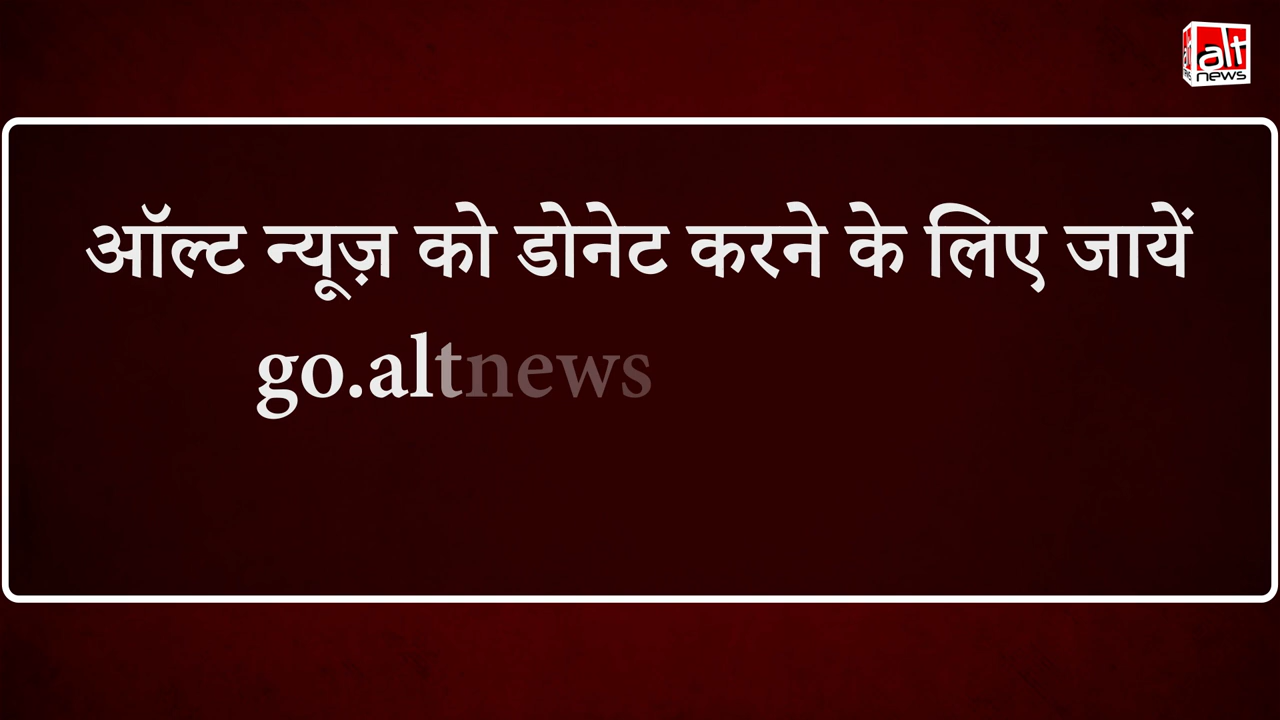 alt news
ऑल्ट न्यूज़ को डोनेट करने के लिए जायें
go.altnews